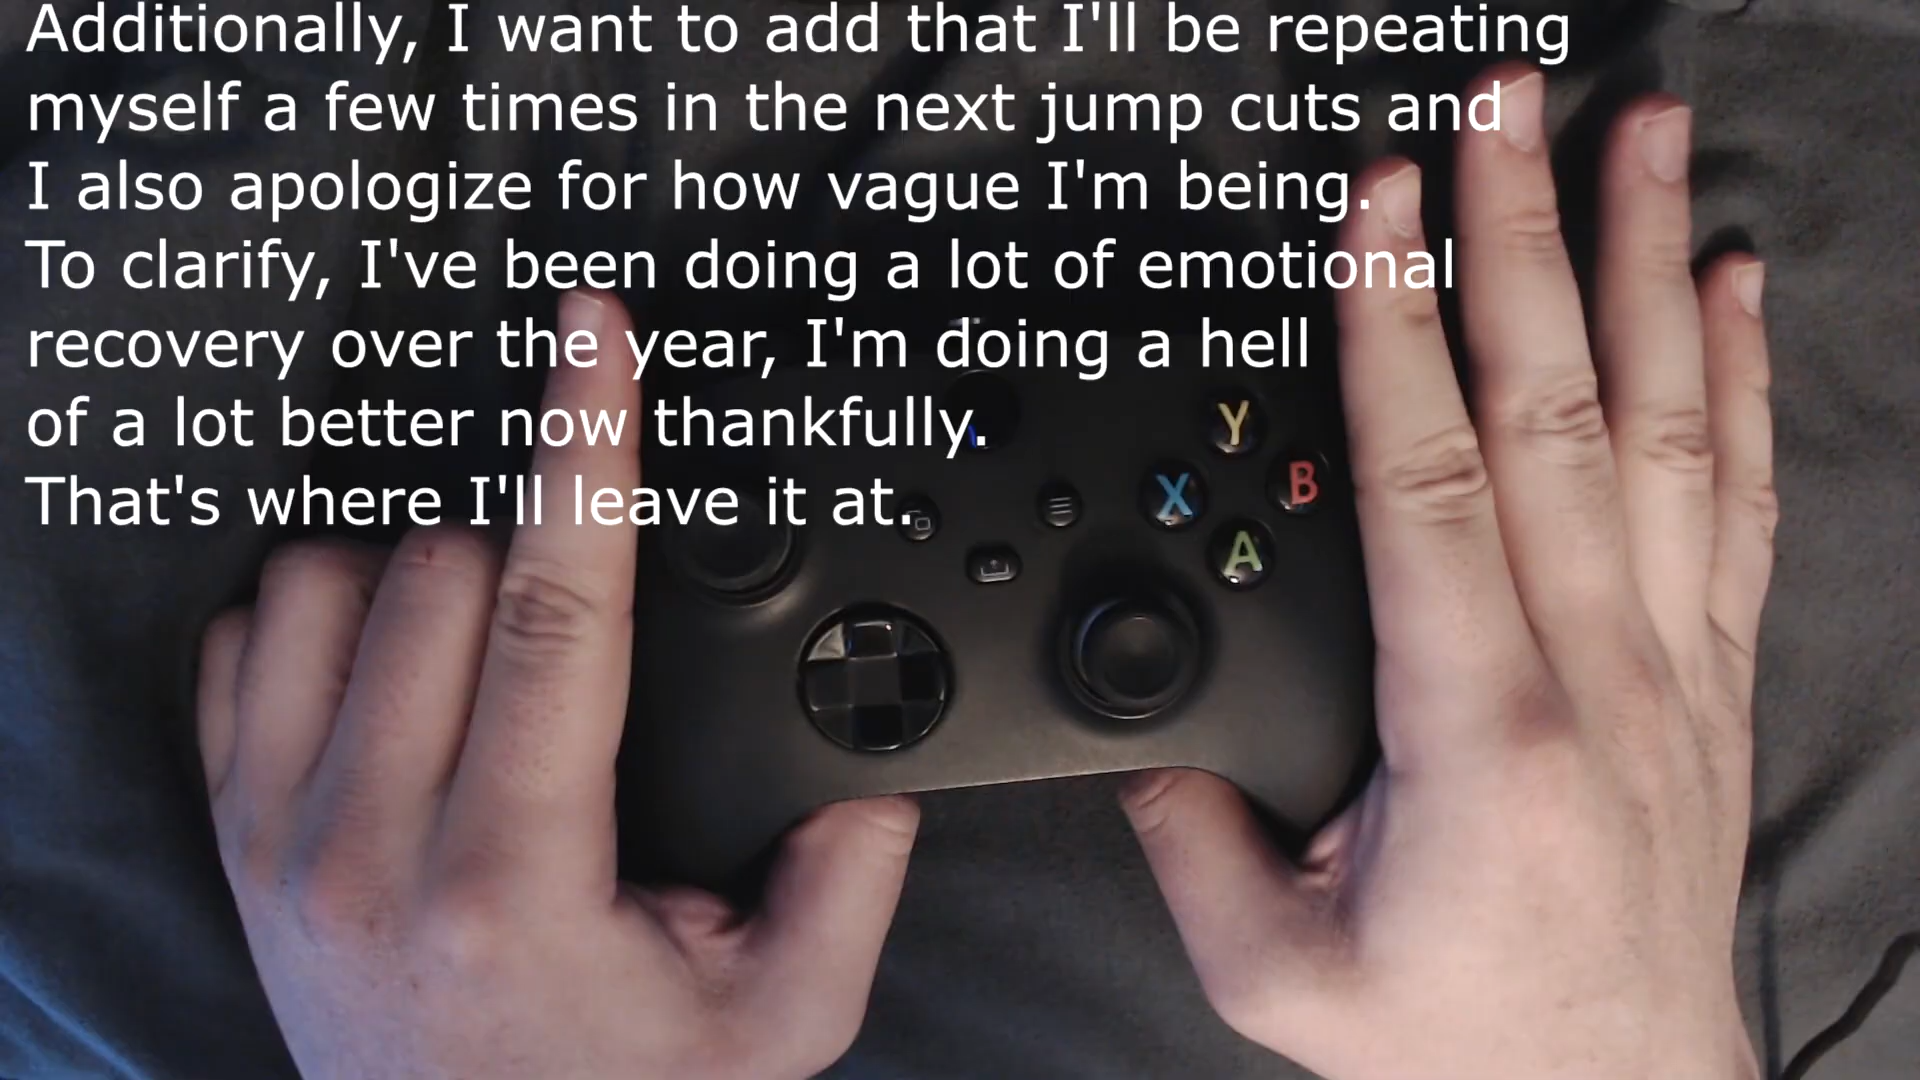 Additionally, I want to add that I'll be repeating
myself a few times in the next jump cuts and
I also apologize for how vague I'm being.
To clarify, I've been doing a lot of emotional
recovery over the year, I'm doing a hell
of a lot better now thankfully.
That's where I'll leave it at.
Y
X B
A